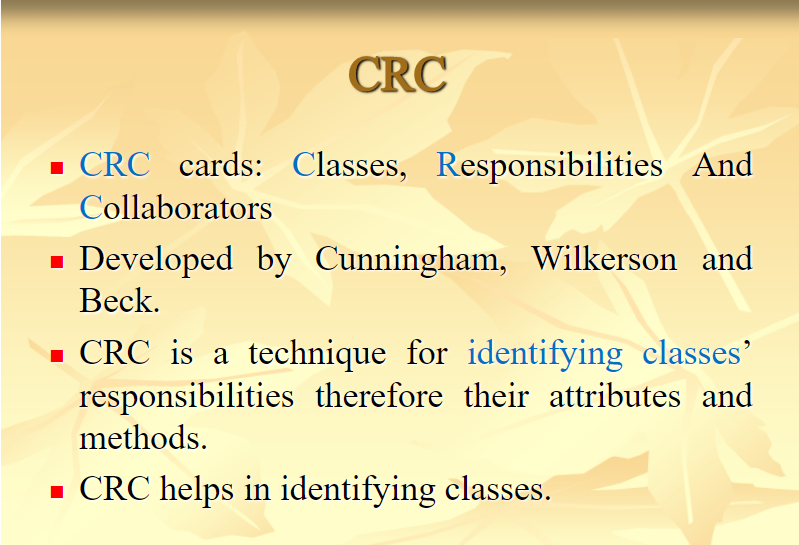 CRC
CRC cards: Classes, Responsibilities And
Collaborators
Developed by Cunningham, Wilkerson and
Beck.
CRC is a technique for identifying classes’
responsibilities therefore their attributes and
methods.
CRC helps in identifying classes.